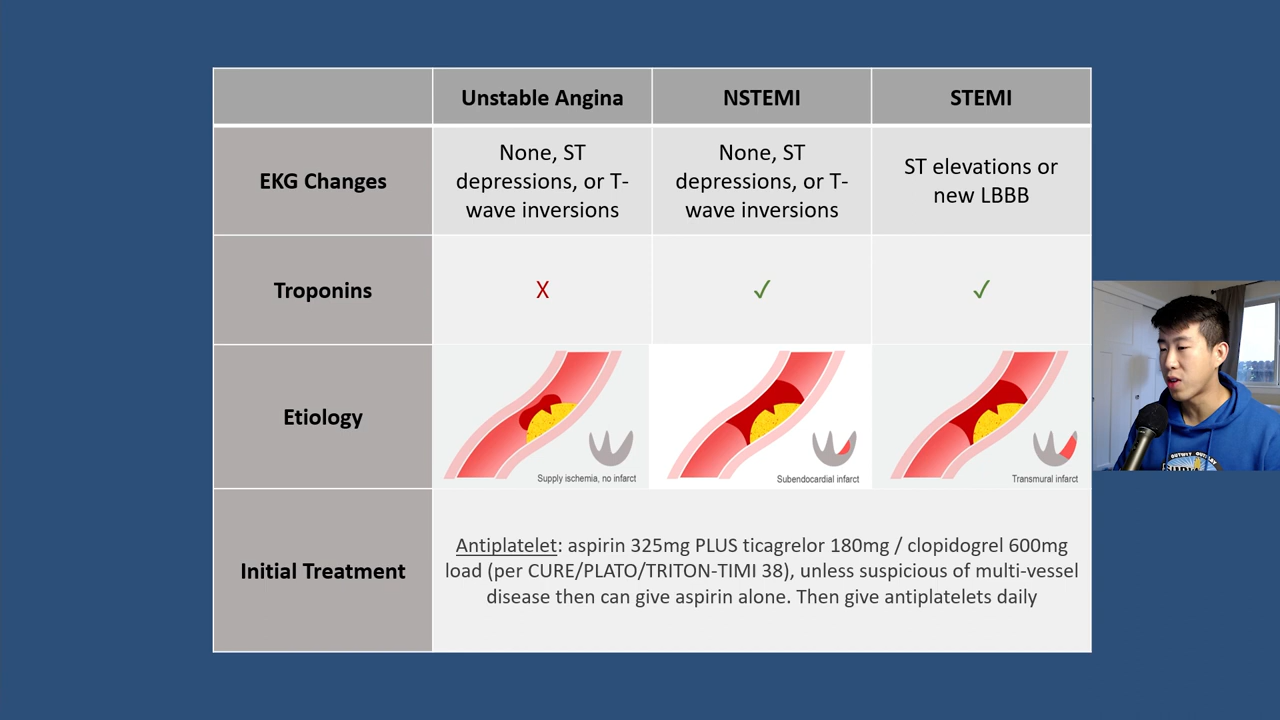 Unstable Angina
NSTEMI
STEMI
EKG Changes
None, ST
depressions, or T-
wave inversions
None, ST
depressions, or T-
wave inversions
ST elevations or
new LBBB
Troponins
X
✓
✓
Etiology
Supply ischemia, no infarct
Subendocardial infarct
Transmural infarct
Initial Treatment
Antiplatelet: aspirin 325mg PLUS ticagrelor 180mg / clopidogrel 600mg
load (per CURE/PLATO/TRITON-TIMI 38), unless suspicious of multi-vessel
disease then can give aspirin alone. Then give antiplatelets daily